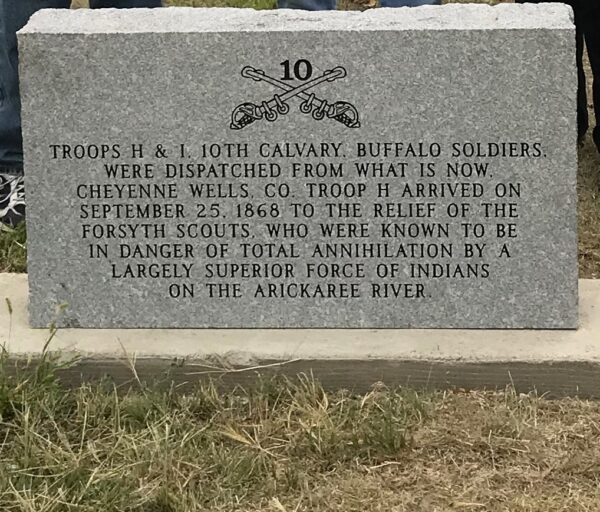 10
TROOPS H & I, 10TH CALVARY, BUFFALO SOLDIERS,
WERE DISPATCHED FROM WHAT IS NOW,
CHEYENNE WELLS, CO. TROOP H ARRIVED ON
SEPTEMBER 25, 1868 TO THE RELIEF OF THE
FORSYTH SCOUTS, WHO WERE KNOWN TO BE
IN DANGER OF TOTAL ANNIHILATION BY A
LARGELY SUPERIOR FORCE OF INDIANS
ON THE ARICKAREE RIVER.